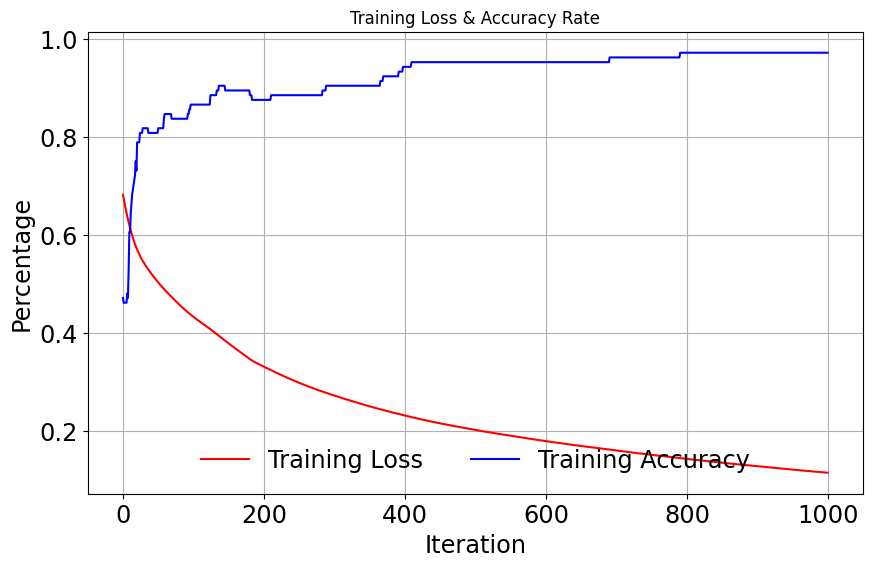 Training Loss & Accuracy Rate
1.0
0.8
0.6
0.4
0.2
Percentage
Training Loss
Training Accuracy
0 200 400 600 800 1000
Iteration